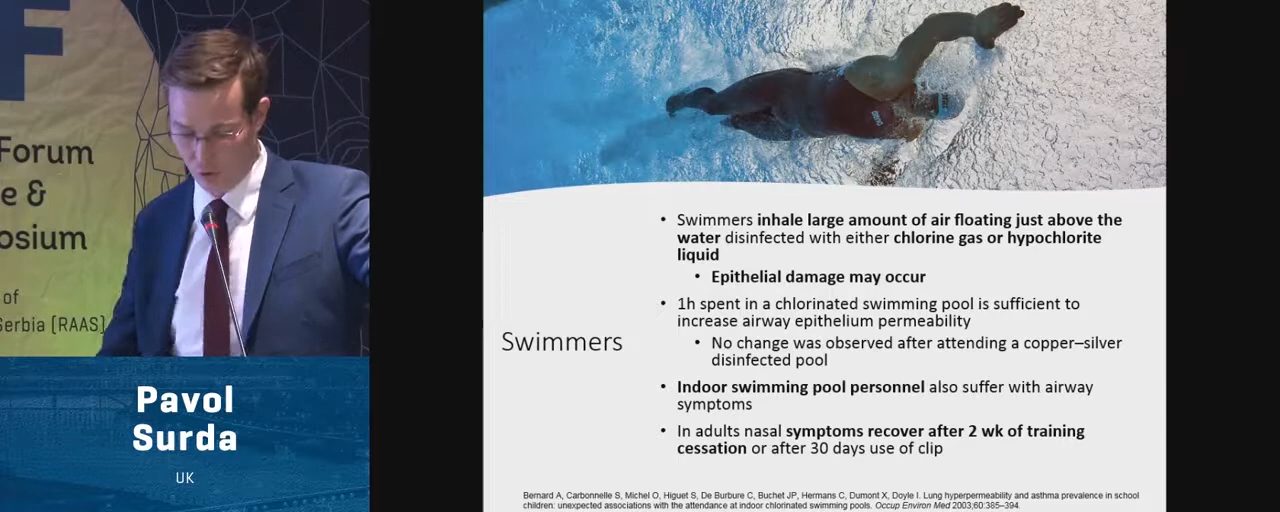 F
Forum
e &
osium
of
Serbia [RAAS]
Pavol
Surda
UK
Swimmers
• Swimmers inhale large amount of air floating just above the
water disinfected with either chlorine gas or hypochlorite
liquid
• Epithelial damage may occur
• 1h spent in a chlorinated swimming pool is sufficient to
increase airway epithelium permeability
• No change was observed after attending a copper–silver
disinfected pool
• Indoor swimming pool personnel also suffer with airway
symptoms
• In adults nasal symptoms recover after 2 wk of training
cessation or after 30 days use of clip
Bernard A, Carbonnelle S, Michel O, Higuet S, De Burbure C, Buchet JP, Hermans C, Dumont X, Doyle I. Lung hyperpermeability and asthma prevalence in school
children: unexpected associations with the attendance at indoor chlorinated swimming pools. Occup Environ Med 2003;60:385–394.